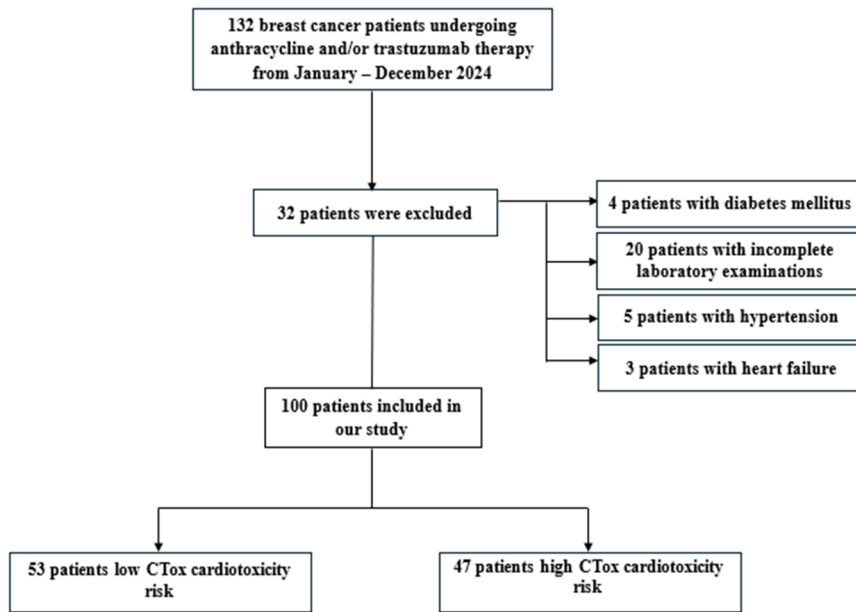 132 breast cancer patients undergoing
anthracycline and/or trastuzumab therapy
from January – December 2024
32 patients were excluded
4 patients with diabetes mellitus
20 patients with incomplete
laboratory examinations
5 patients with hypertension
3 patients with heart failure
100 patients included in
our study
53 patients low CTox cardiotoxicity
risk
47 patients high CTox cardiotoxicity
risk